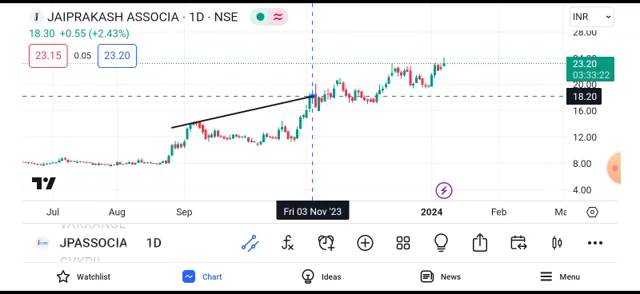 JAIPRAKASH ASSOCIA · 1D · NSE
INR
18.30 +0.55 (+2.43%)
28.00
23.15 0.05 23.20
23.20
03:33:22
20.00
18.20
16.00
12.00
8.00
4.00
Jul Aug Sep Fri 03 Nov '23 2024 Feb Ma
JPASSOCIA 1D
Watchlist Chart Ideas News Menu